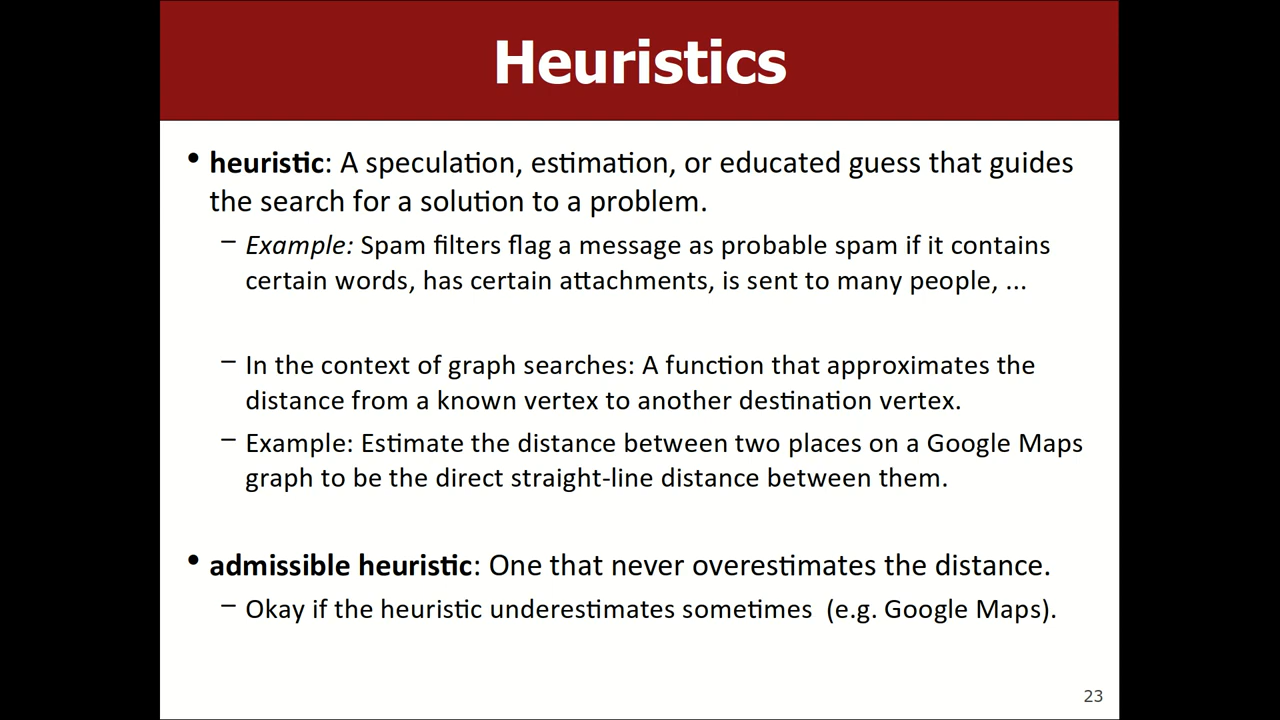 Heuristics
• heuristic: A speculation, estimation, or educated guess that guides
the search for a solution to a problem.
– Example: Spam filters flag a message as probable spam if it contains
certain words, has certain attachments, is sent to many people, ...
– In the context of graph searches: A function that approximates the
distance from a known vertex to another destination vertex.
– Example: Estimate the distance between two places on a Google Maps
graph to be the direct straight-line distance between them.
• admissible heuristic: One that never overestimates the distance.
– Okay if the heuristic underestimates sometimes (e.g. Google Maps).
23